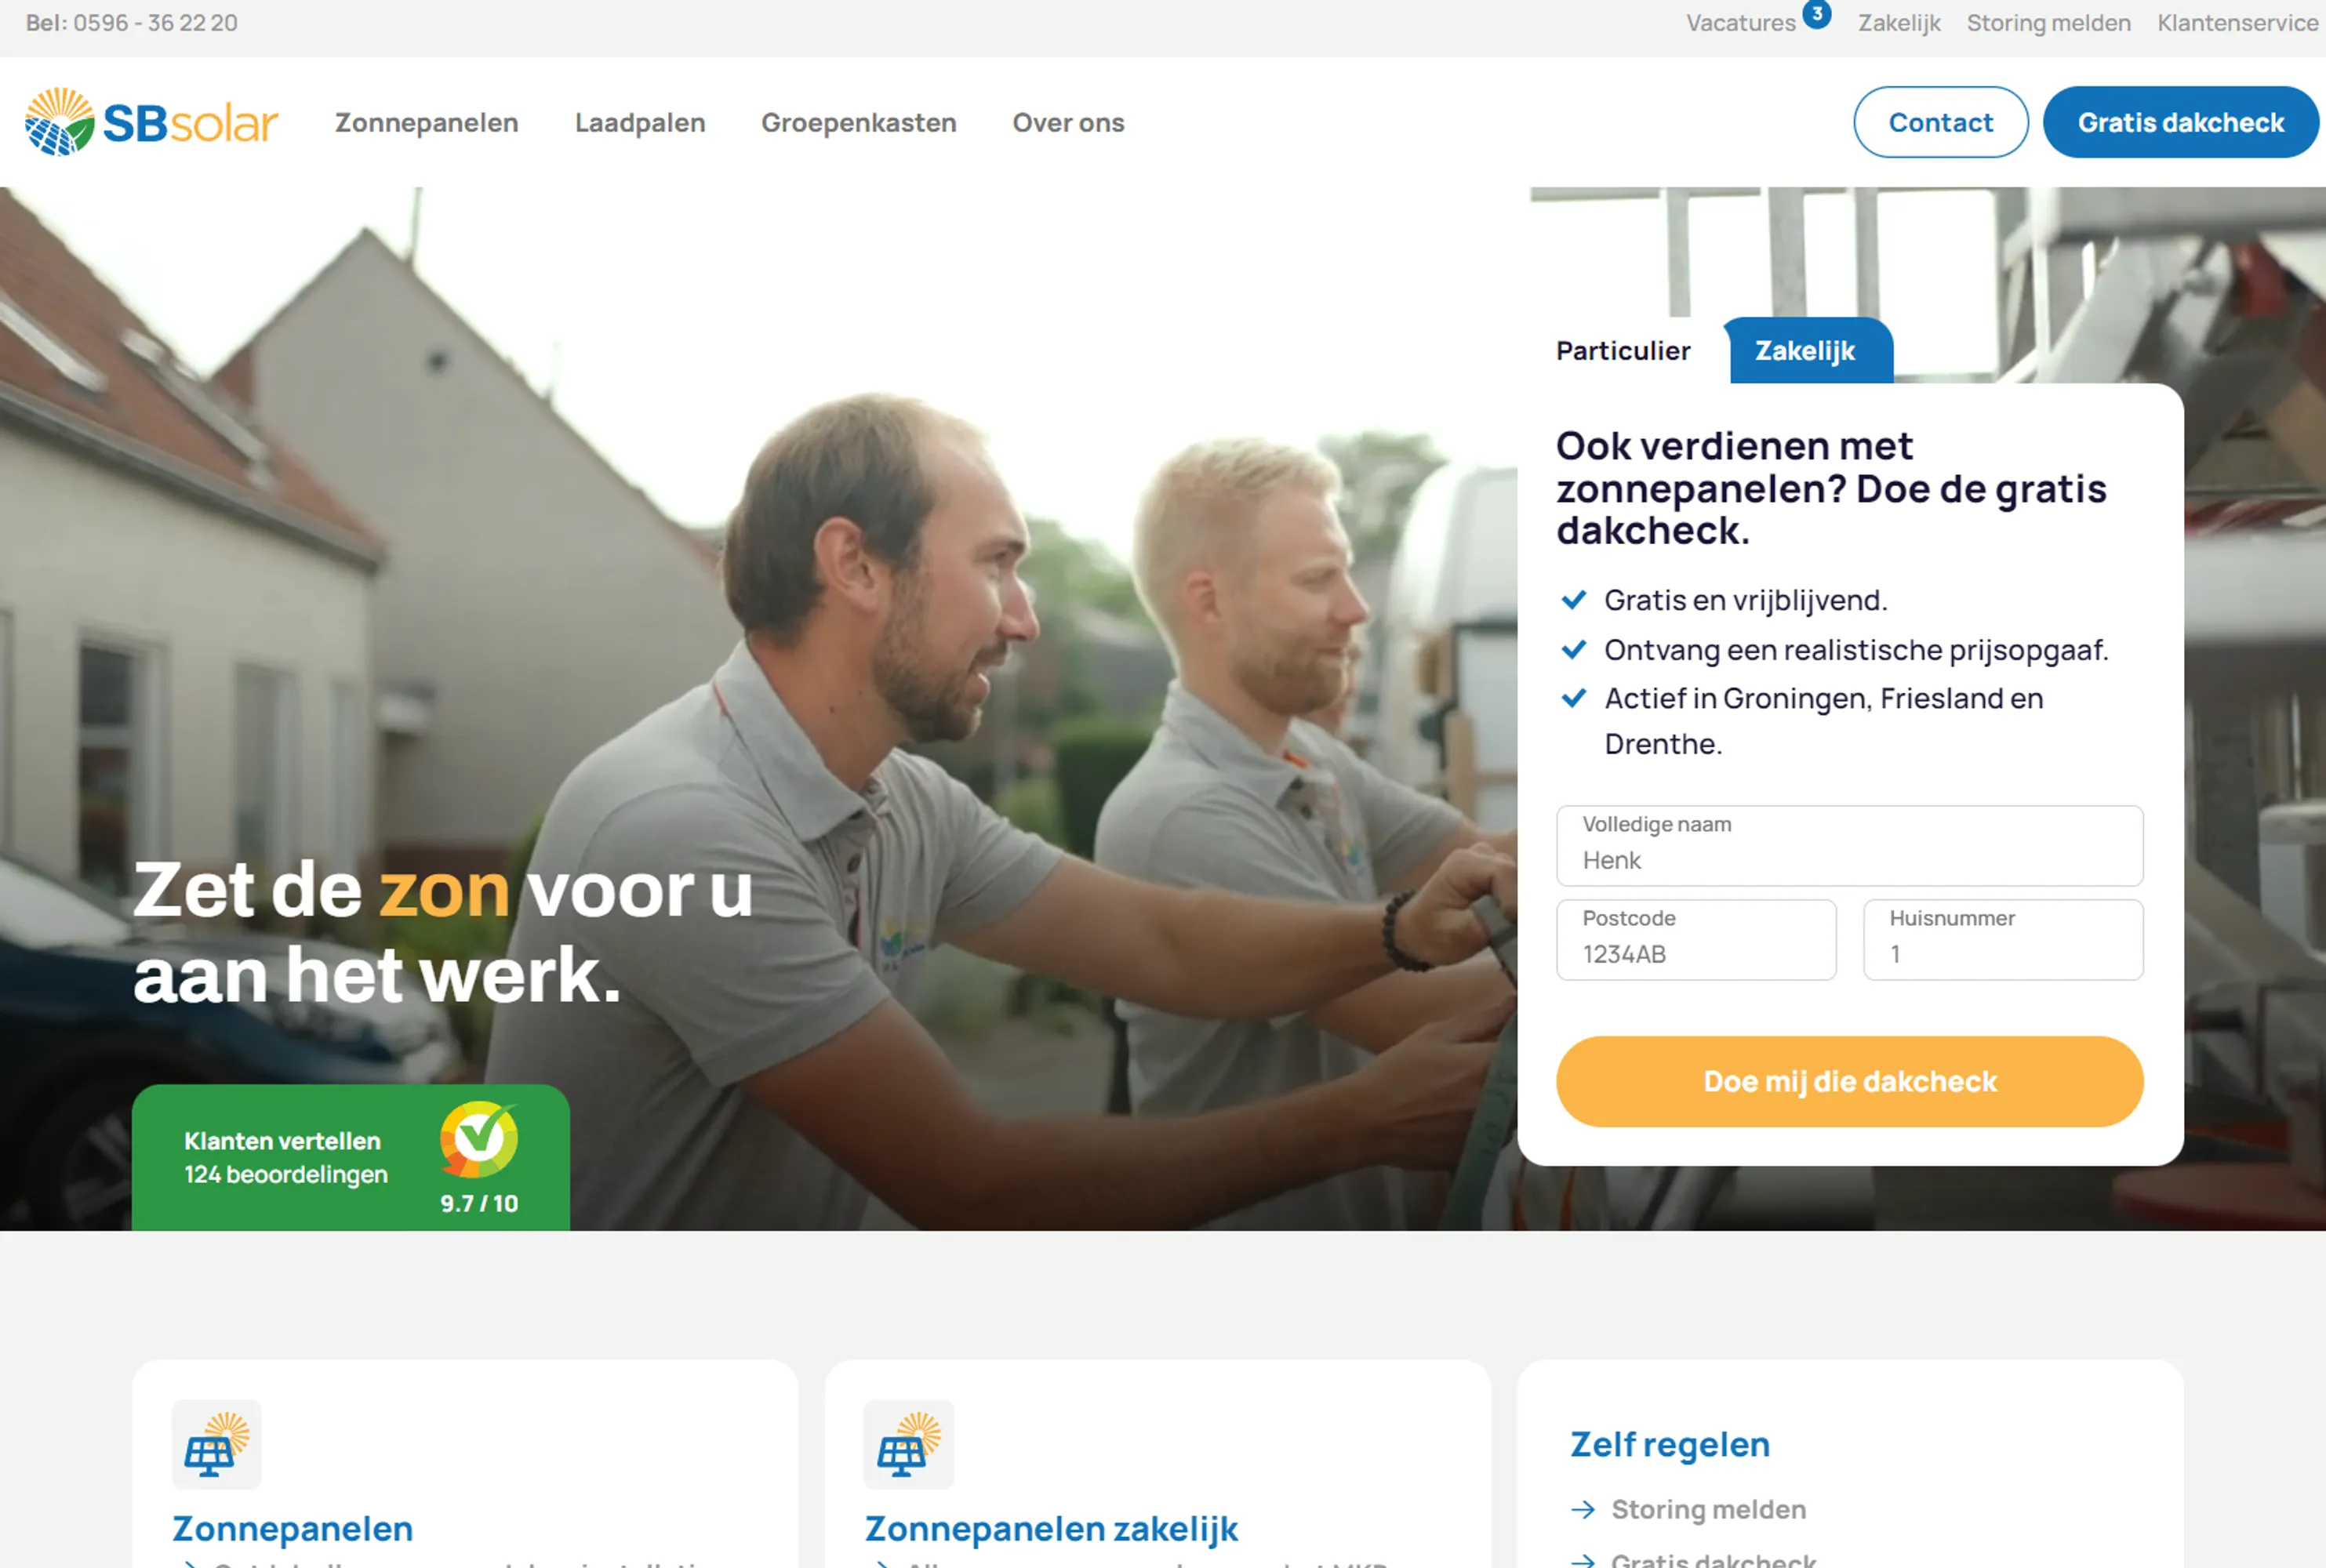 Bel: 0596 - 36 22 20
Vacatures 3 Zakelijk Storing melden Klantenservice
SBsolar Zonnepanelen Laadpalen Groepenkasten Over ons Contact Gratis dakcheck
Particulier Zakelijk
Ook verdienen met
zonnepanelen? Doe de gratis
dakcheck.
Gratis en vrijblijvend.
Ontvang een realistische prijsopgaaf.
Actief in Groningen, Friesland en
Drenthe.
Volledige naam
Henk
Postcode Huisnummer
1234AB 1
Doe mij die dakcheck
Zet de zon voor u
aan het werk.
Klanten vertellen
124 beoordelingen
9.7 / 10
Zonnepanelen
Zonnepanelen zakelijk
Zelf regelen
Storing melden
Gratis dakcheck